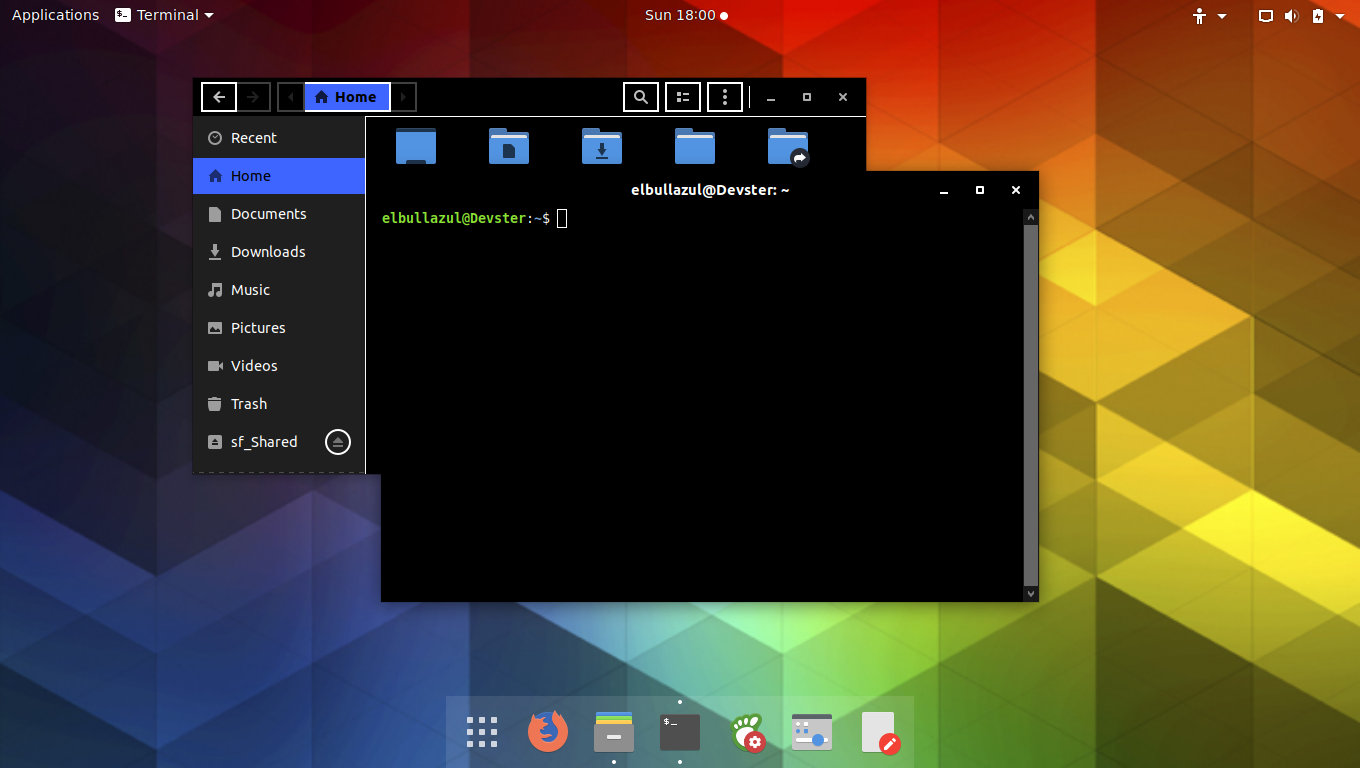 Applications
Terminal
Sun 18:00
Home
Recent
Home
Documents
Downloads
Music
Pictures
Videos
Trash
sf_Shared
elbullazul@Devster: ~
elbullazul@Devster:~$
$_